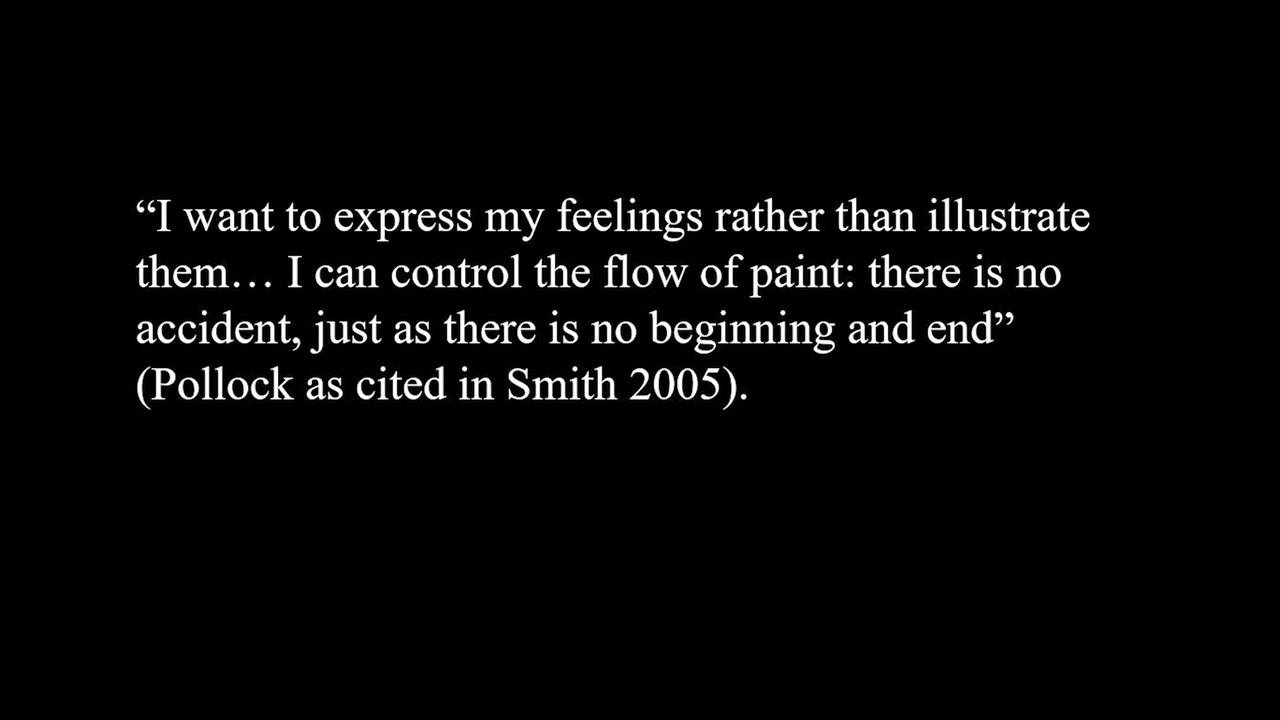 “I want to express my feelings rather than illustrate
them… I can control the flow of paint: there is no
accident, just as there is no beginning and end”
(Pollock as cited in Smith 2005).